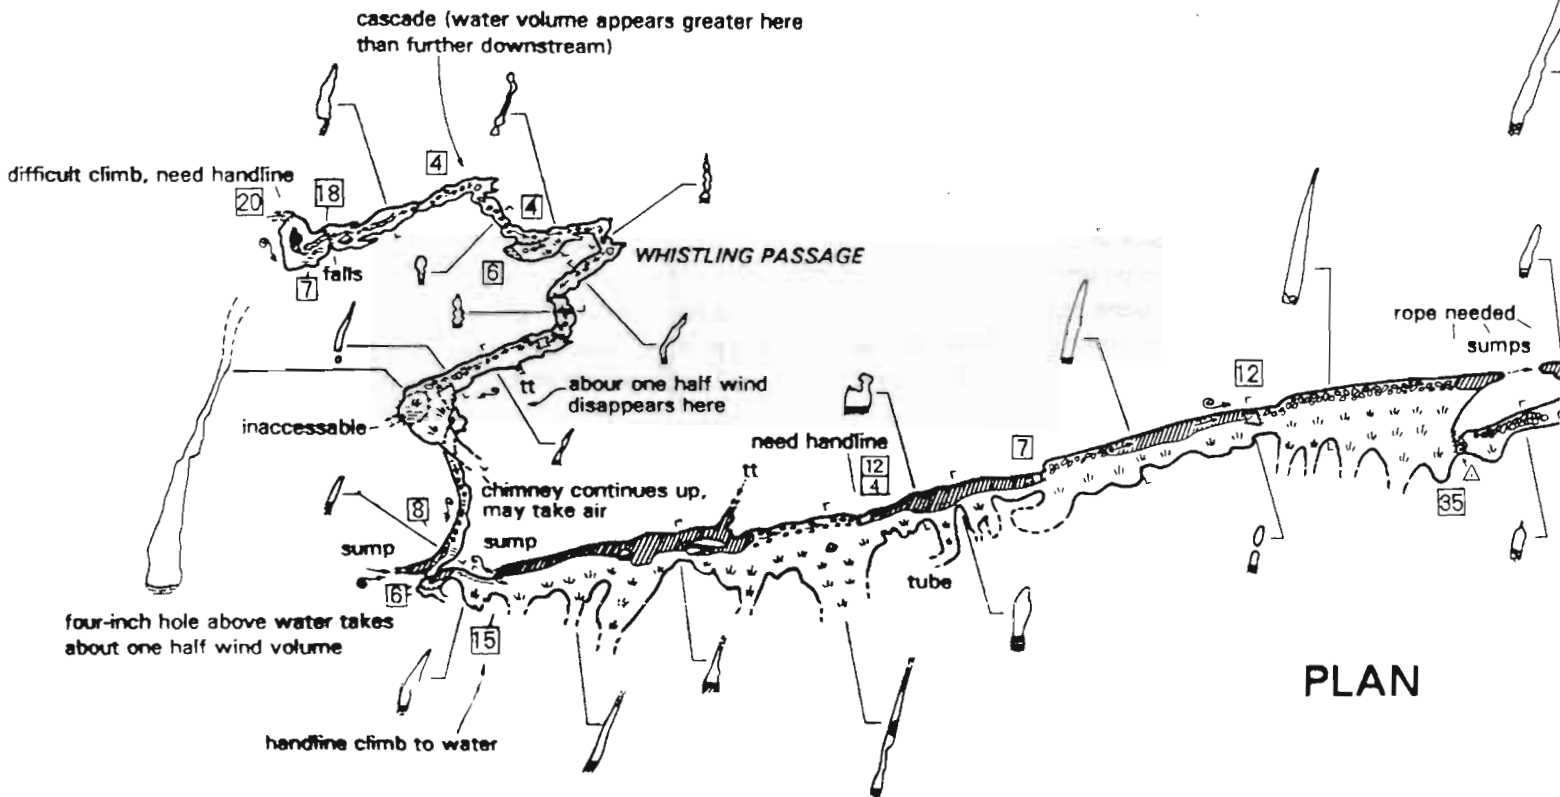 cascade (water volume appears greater here
than further downstream)
difficult climb, need handline
4
20
18
4
7
falls
6
WHISTLING PASSAGE
rope needed
sumps
tt
abour one half wind
disappears here
inaccessable
12
need handline
12
4
7
tt
chimney continues up,
may take air
8
sump
sump
35
6
tube
four-inch hole above water takes
about one half wind volume
15
PLAN
handline climb to water